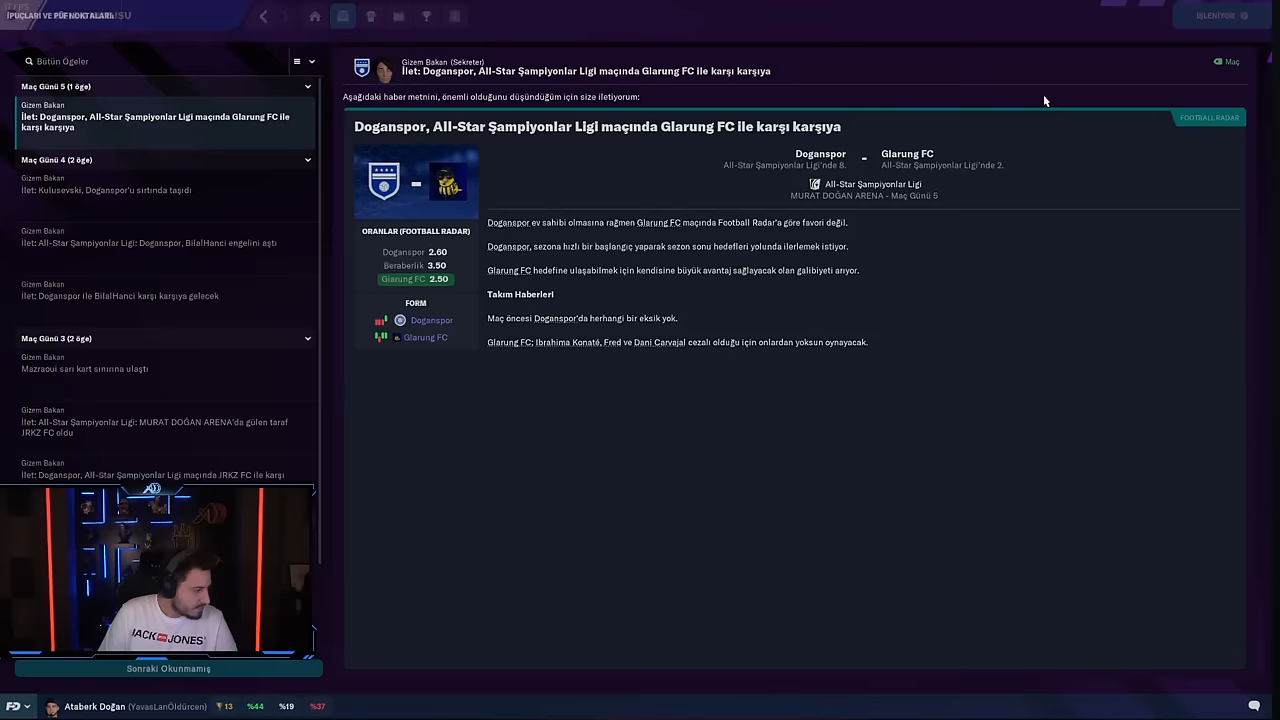 İPUÇLARI VE PÜF NOKTALARI
İŞLENİYOR
Bütün Ögeler
Maç Günü 5 (1 öge)
Gizem Bakan
İlet: Doganspor, All-Star Şampiyonlar Ligi maçında Glarung FC ile
karşı karşıya
Maç Günü 4 (2 öge)
Gizem Bakan
İlet: Kulusevski, Doganspor'u sırtında taşıdı
Gizem Bakan
İlet: All-Star Şampiyonlar Ligi: Doganspor, BilalHanci engelini aştı
Gizem Bakan
İlet: Doganspor ile BilalHanci karşı karşıya gelecek
Maç Günü 3 (2 öge)
Gizem Bakan
Mazraoui sarı kart sınırına ulaştı
Gizem Bakan
İlet: All-Star Şampiyonlar Ligi: MURAT DOĞAN ARENA'da gülen taraf
JRKZ FC oldu
Gizem Bakan
İlet: Doganspor, All-Star Şampiyonlar Ligi maçında JRKZ FC ile karşı
JACK JONES
Sonraki Okunmamış
Gizem Bakan (Sekreter)
İlet: Doganspor, All-Star Şampiyonlar Ligi maçında Glarung FC ile karşı karşıya
Maç
Aşağıdaki haber metnini, önemli olduğunu düşündüğüm için size iletiyorum:
FOOTBALL RADAR
Doganspor, All-Star Şampiyonlar Ligi maçında Glarung FC ile karşı karşıya
Doganspor - Glarung FC
All-Star Şampiyonlar Ligi'nde 8. All-Star Şampiyonlar Ligi'nde 2.
All-Star Şampiyonlar Ligi
MURAT DOĞAN ARENA - Maç Günü 5
ORANLAR (FOOTBALL RADAR)
Doganspor 2.60
Beraberlik 3.50
Glarung FC 2.50
FORM
Doganspor
Glarung FC
Doganspor ev sahibi olmasına rağmen Glarung FC maçında Football Radar'a göre favori değil.
Doganspor, sezona hızlı bir başlangıç yaparak sezon sonu hedefleri yolunda ilerlemek istiyor.
Glarung FC hedefine ulaşabilmek için kendisine büyük avantaj sağlayacak olan galibiyeti arıyor.
Takım Haberleri
Maç öncesi Doganspor'da herhangi bir eksik yok.
Glarung FC; Ibrahima Konaté, Fred ve Dani Carvajal cezalı olduğu için onlardan yoksun oynayacak.
Ataberk Doğan (YavasLanÖldürcen) 13 %44 %19 %37